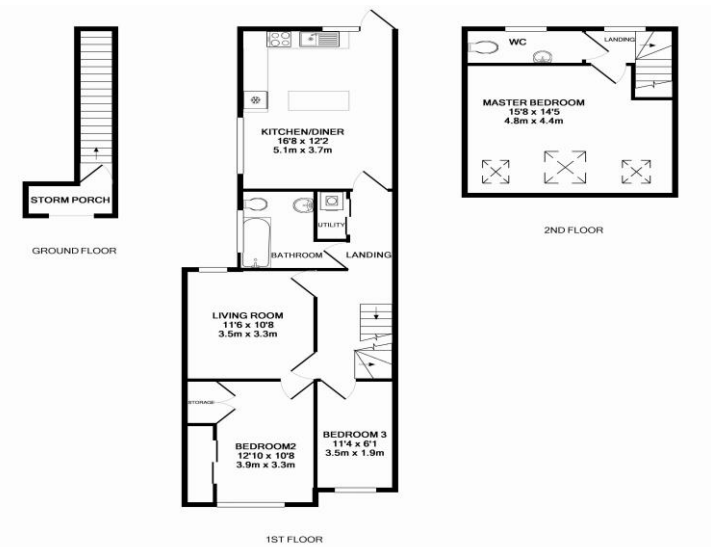 STORM PORCH
GROUND FLOOR
KITCHEN/DINER
16'8 x 12'2
5.1m x 3.7m
UTILITY
BATHROOM
LANDING
LIVING ROOM
11'6 x 10'8
3.5m x 3.3m
STORAGE
BEDROOM2
12'10 x 10'8
3.9m x 3.3m
BEDROOM 3
11'4 x 6'1
3.5m x 1.9m
1ST FLOOR
WC
LANDING
MASTER BEDROOM
15'8 x 14'5
4.8m x 4.4m
2ND FLOOR